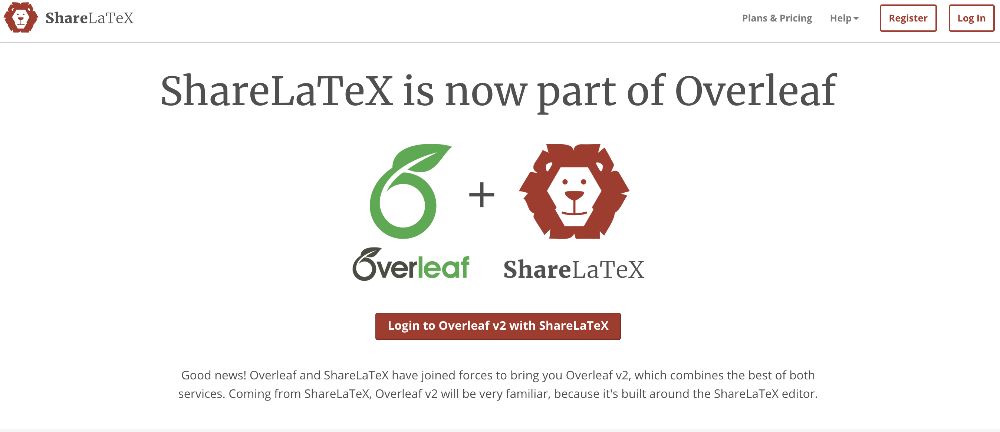 ShareLaTeX
Plans & Pricing
Help
Register
Log In
ShareLaTeX is now part of Overleaf
+
Overleaf
ShareLaTeX
Login to Overleaf v2 with ShareLaTeX
Good news! Overleaf and ShareLaTeX have joined forces to bring you Overleaf v2, which combines the best of both
services. Coming from ShareLaTeX, Overleaf v2 will be very familiar, because it's built around the ShareLaTeX editor.